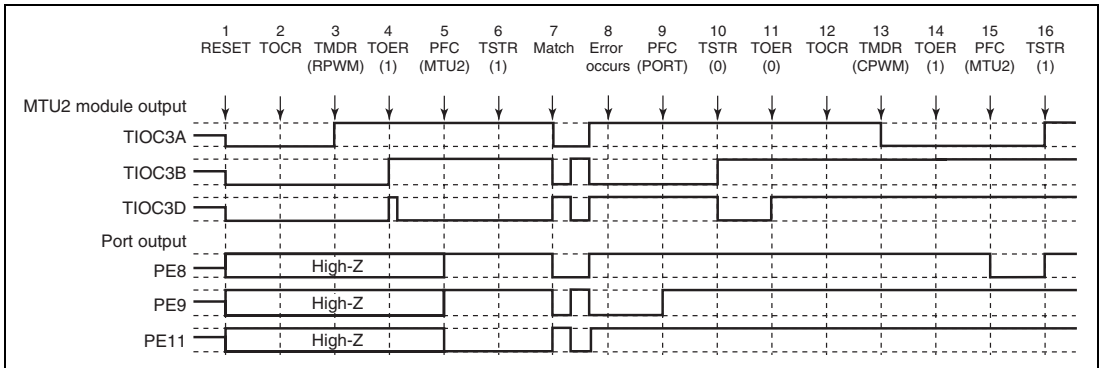 1 2 3 4 5 6 7 8 9 10 11 12 13 14 15 16
RESET TOCR TMDR TOER PFC TSTR Match Error PFC TSTR TOER TOCR TMDR TOER PFC TSTR
(RPWM) (1) (MTU2) (1) occurs (PORT) (0) (0) (CPWM) (1) (MTU2) (1)
MTU2 module output
TIOC3A
TIOC3B
TIOC3D
Port output
PE8 High-Z
PE9 High-Z
PE11 High-Z